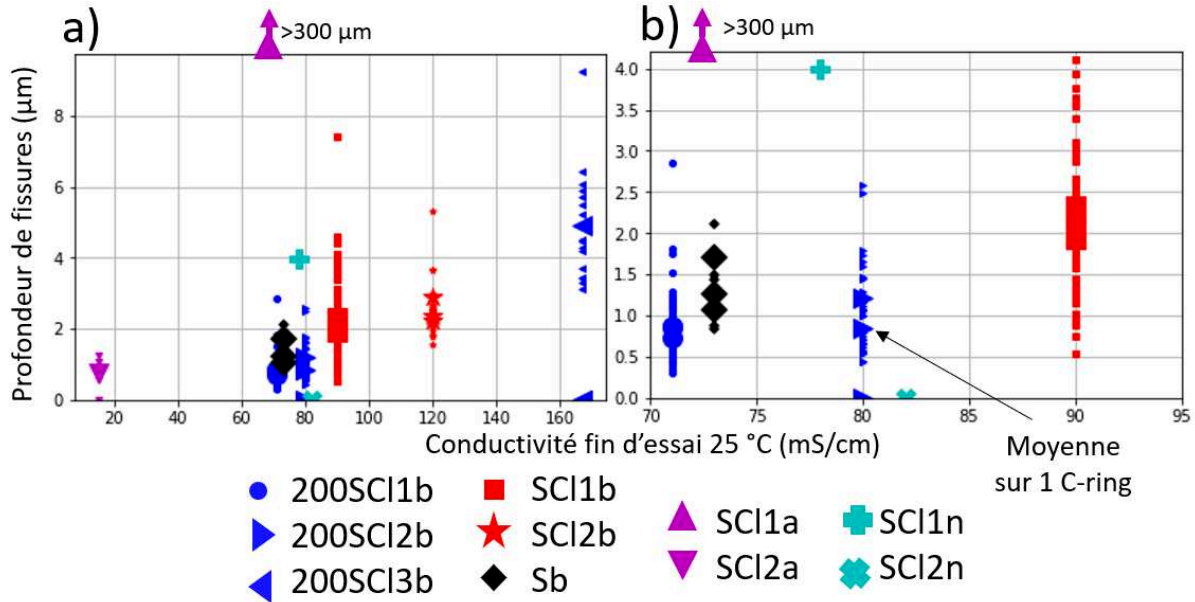 a)
>300 µm
b)
>300 µm
Profondeur de fissures (µm)
8
6
4
2
0
20 40 60 80 100 120 140 160
4.0
3.5
3.0
2.5
2.0
1.5
1.0
0.5
0.0
70 75 80 85 90 95
Conductivité fin d’essai 25 °C (mS/cm)
Moyenne
sur 1 C-ring
200SCl1b
200SCl2b
200SCl3b
SCl1b
SCl2b
Sb
SCl1a
SCl2a
SCl1n
SCl2n